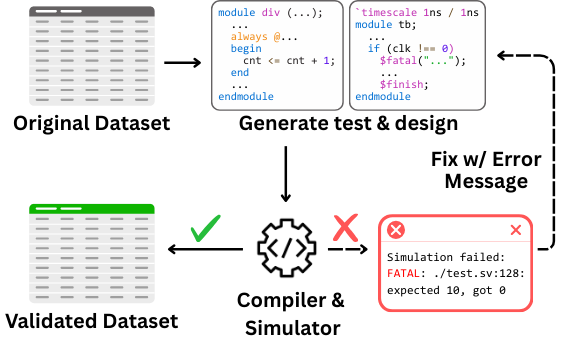 module div (...);
...
always @...
begin
cnt <= cnt + 1;
end
...
endmodule
`timescale 1ns / 1ns
module tb;
...
if (clk !== 0)
$fatal("...");
...
$finish;
endmodule
Original Dataset
Generate test & design
Fix w/ Error
Message
</>
Simulation failed:
FATAL: ./test.sv:128:
expected 10, got 0
Compiler &
Simulator
Validated Dataset